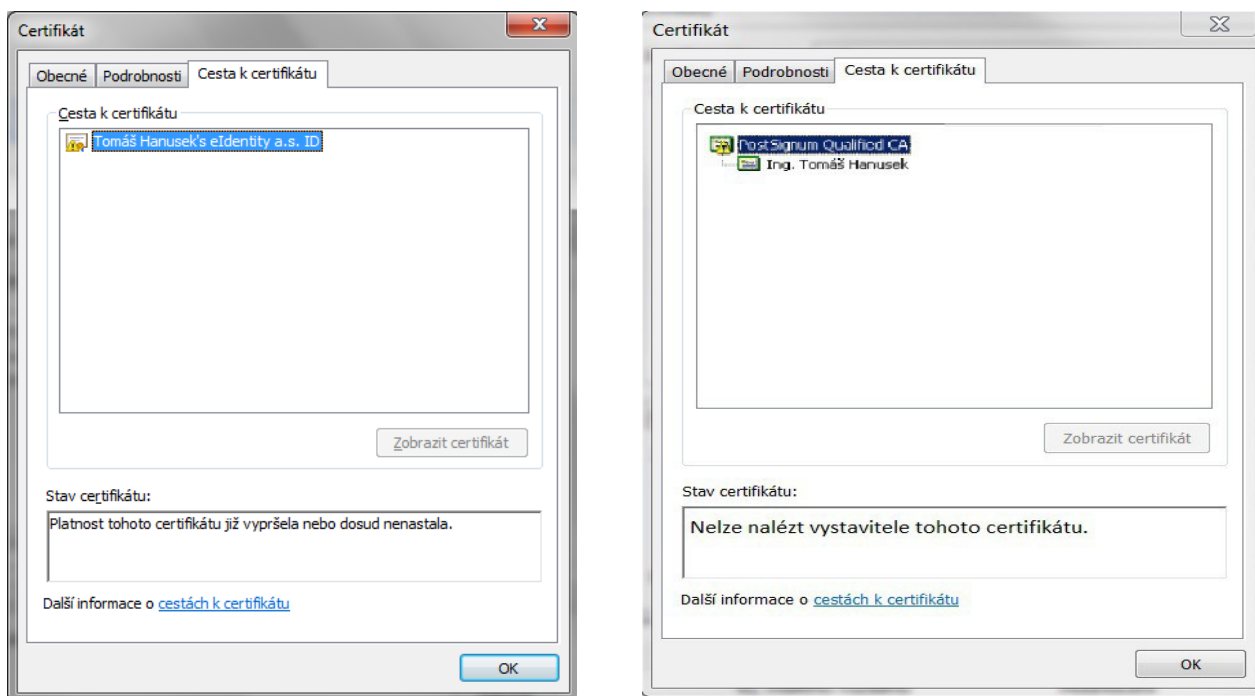 Certifikát
Obecné Podrobnosti Cesta k certifikátu
Cesta k certifikátu
Tomáš Hanusek's eIdentity a.s. ID
Zobrazit certifikát
Stav certifikátu:
Platnost tohoto certifikátu již vypršela nebo dosud nenastala.
Další informace o cestách k certifikátu
OK
Certifikát
Obecné Podrobnosti Cesta k certifikátu
Cesta k certifikátu
PostSignum Qualified CA
Ing. Tomáš Hanusek
Zobrazit certifikát
Stav certifikátu:
Nelze nalézt vystavitele tohoto certifikátu.
Další informace o cestách k certifikátu
OK